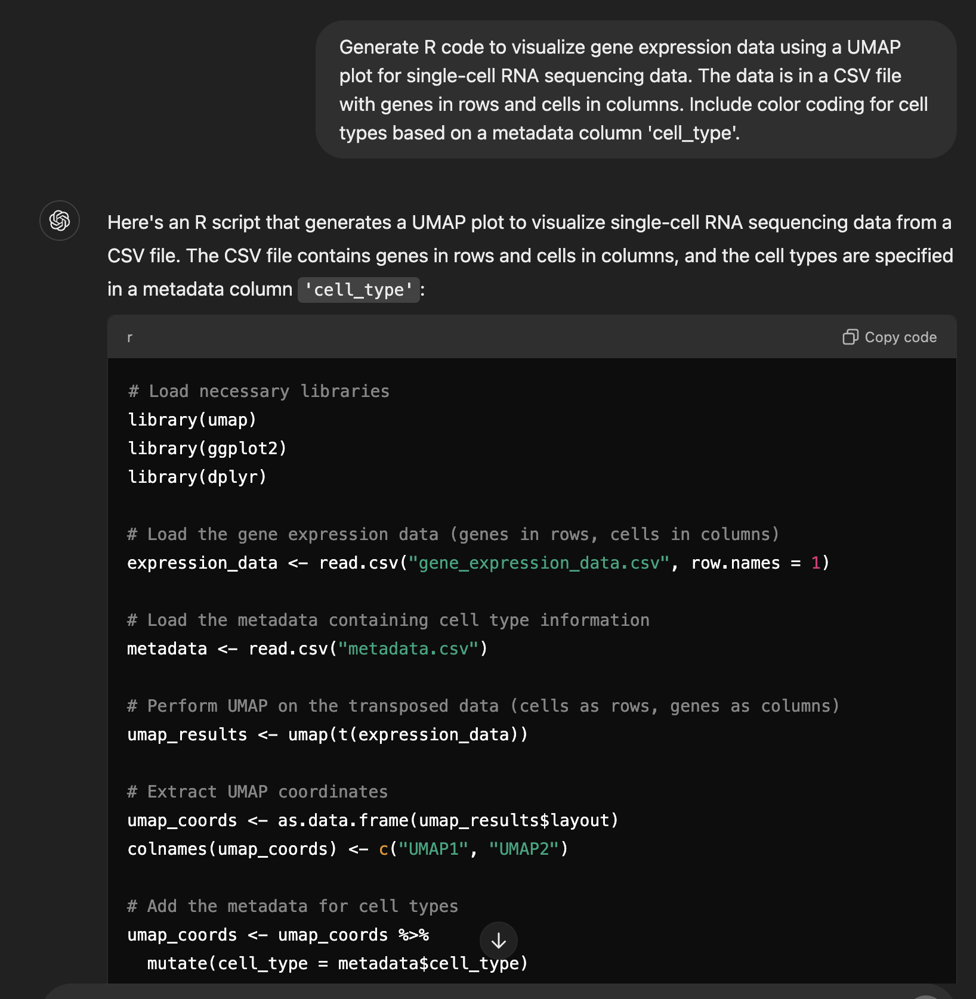 Generate R code to visualize gene expression data using a UMAP
plot for single-cell RNA sequencing data. The data is in a CSV file
with genes in rows and cells in columns. Include color coding for cell
types based on a metadata column 'cell_type'.
Here's an R script that generates a UMAP plot to visualize single-cell RNA sequencing data from a
CSV file. The CSV file contains genes in rows and cells in columns, and the cell types are specified
in a metadata column 'cell_type':
r
Copy code
# Load necessary libraries
library(umap)
library(ggplot2)
library(dplyr)
# Load the gene expression data (genes in rows, cells in columns)
expression_data <- read.csv("gene_expression_data.csv", row.names = 1)
# Load the metadata containing cell type information
metadata <- read.csv("metadata.csv")
# Perform UMAP on the transposed data (cells as rows, genes as columns)
umap_results <- umap(t(expression_data))
# Extract UMAP coordinates
umap_coords <- as.data.frame(umap_results$layout)
colnames(umap_coords) <- c("UMAP1", "UMAP2")
# Add the metadata for cell types
umap_coords <- umap_coords %>%
  mutate(cell_type = metadata$cell_type)